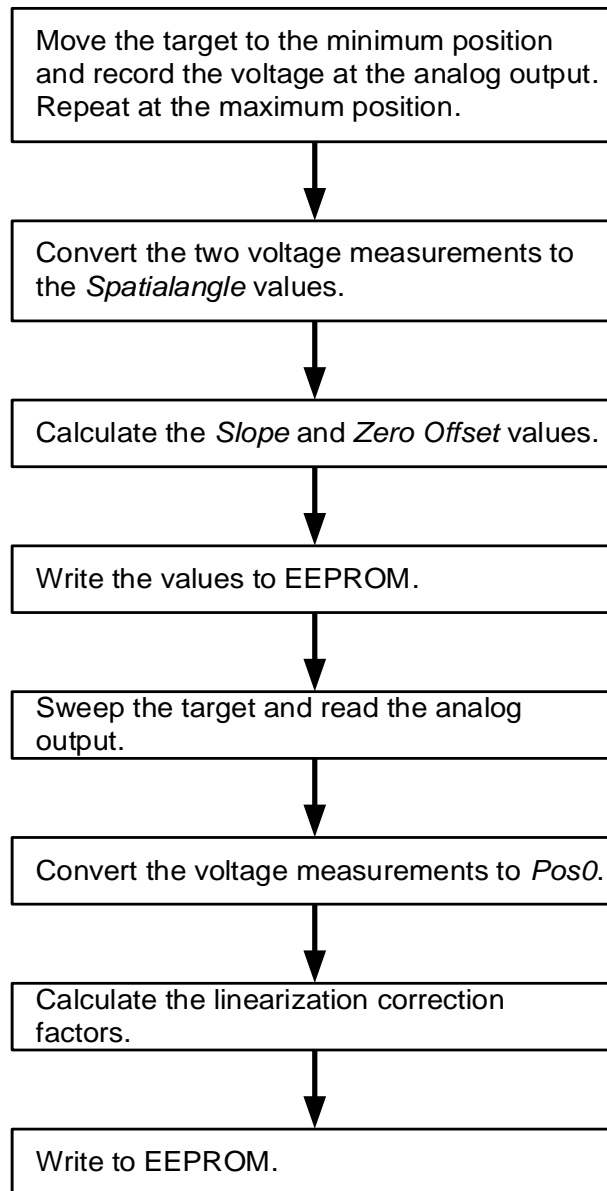 Move the target to the minimum position
and record the voltage at the analog output.
Repeat at the maximum position.
Convert the two voltage measurements to
the Spatialangle values.
Calculate the Slope and Zero Offset values.
Write the values to EEPROM.
Sweep the target and read the analog
output.
Convert the voltage measurements to Pos0.
Calculate the linearization correction
factors.
Write to EEPROM.